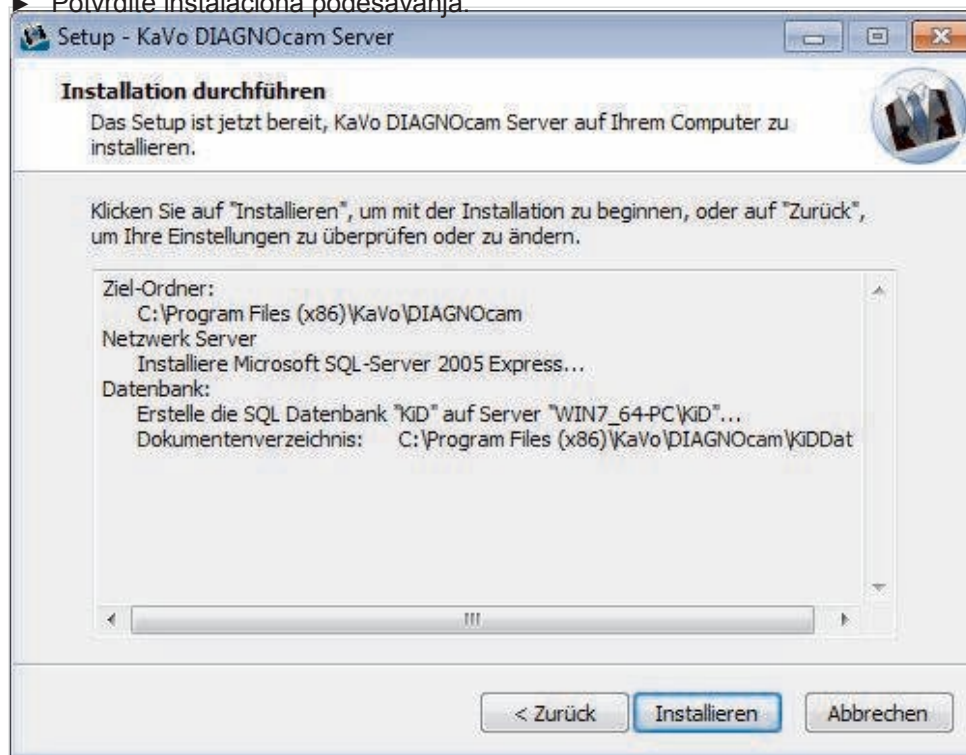 ► Potvrdite instalaciona podešavanja.
Setup - KaVo DIAGNOcam Server
Installation durchführen
Das Setup ist jetzt bereit, KaVo DIAGNOcam Server auf Ihrem Computer zu
installieren.
Klicken Sie auf "Installieren", um mit der Installation zu beginnen, oder auf "Zurück",
um Ihre Einstellungen zu überprüfen oder zu ändern.
Ziel-Ordner:
C:\Program Files (x86)\KaVo\DIAGNOcam
Netzwerk Server
Installiere Microsoft SQL-Server 2005 Express...
Datenbank:
Erstelle die SQL Datenbank "KiD" auf Server "WIN7_64-PC\KiD"...
Dokumentenverzeichnis: C:\Program Files (x86)\KaVo\DIAGNOcam\KiDDat
< Zurück Installieren Abbrechen